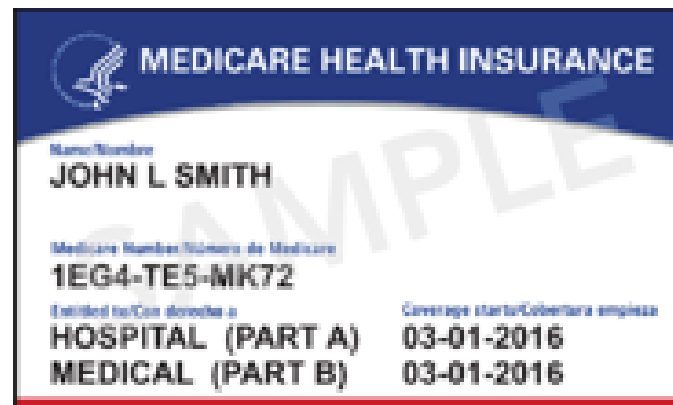 MEDICARE HEALTH INSURANCE
Name/Nombre
JOHN L SMITH
Medicare Number/Número de Medicare
1EG4-TE5-MK72
Entitled to/Con derecho a
Coverage starts/Cobertura empieza
HOSPITAL (PART A) 03-01-2016
MEDICAL (PART B) 03-01-2016
SAMPLE